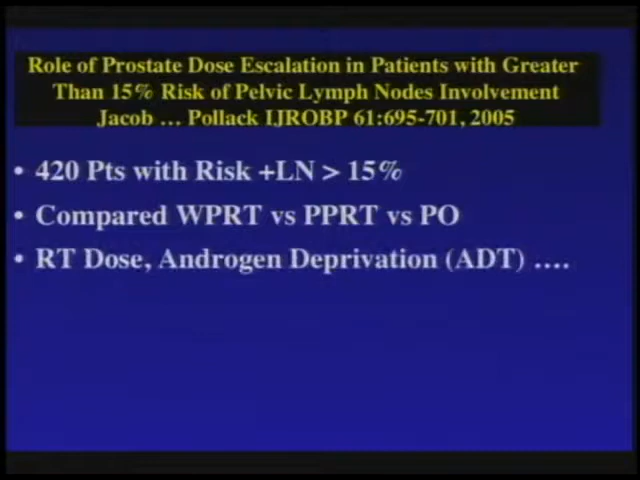 Role of Prostate Dose Escalation in Patients with Greater
Than 15% Risk of Pelvic Lymph Nodes Involvement
Jacob ... Pollack IJROBP 61:695-701, 2005
• 420 Pts with Risk +LN > 15%
• Compared WPRT vs PPRT vs PO
• RT Dose, Androgen Deprivation (ADT) ....